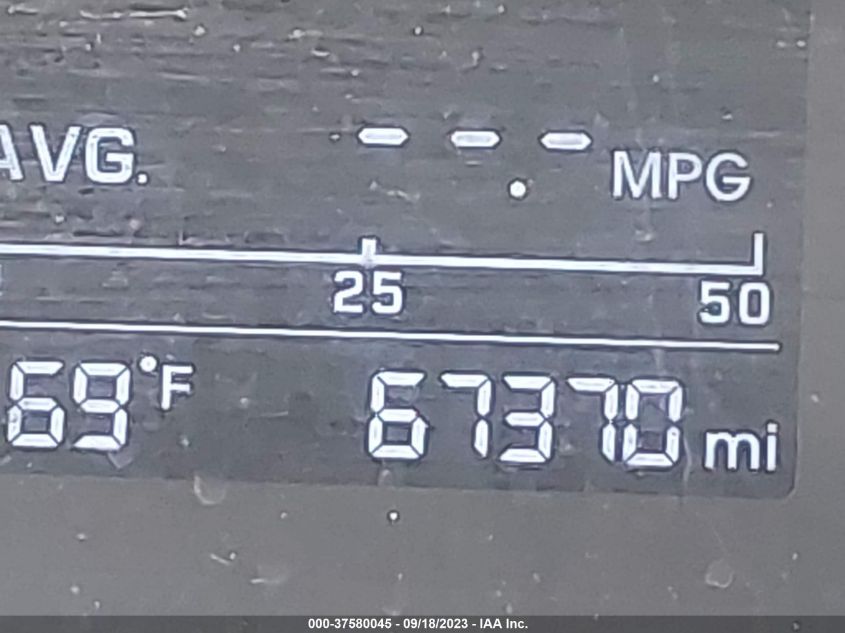 AVG. --.- MPG
25 50
69°F 67370 mi
000-37580045 - 09/18/2023 - IAA Inc.